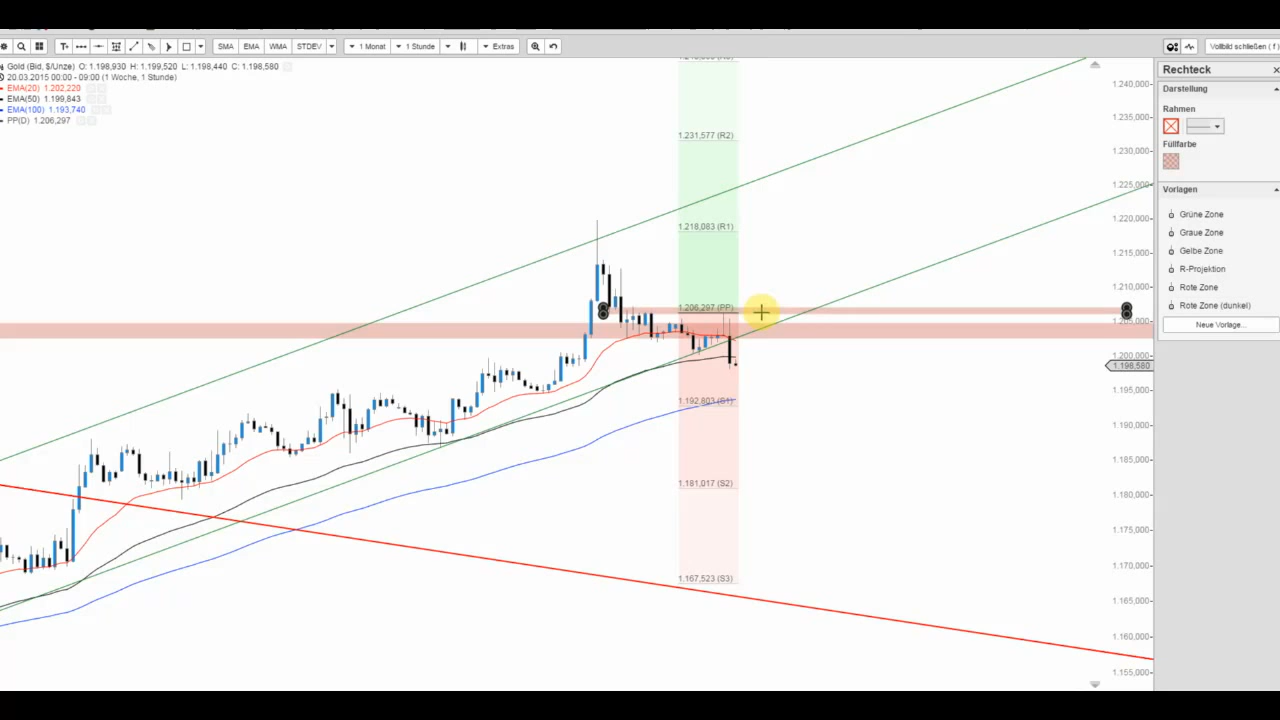 SMA EMA WMA STDEV 1 Monat 1 Stunde Extras Vollbild schließen ( f )
Gold (Bid, $/Unze) O: 1.198,930 H: 1.199,520 L: 1.198,440 C: 1.198,580
20.03.2015 00:00 - 09:00 (1 Woche, 1 Stunde)
EMA(20) 1.202,220
EMA(50) 1.199,843
EMA(100) 1.193,740
PP(D) 1.206,297
1.231,577 (R2)
1.218,083 (R1)
1.206,297 (PP)
1.192,803 (S1)
1.181,017 (S2)
1.167,523 (S3)
1.240,000
1.235,000
1.230,000
1.225,000
1.220,000
1.215,000
1.210,000
1.205,000
1.200,000
1.198,580
1.195,000
1.190,000
1.185,000
1.180,000
1.175,000
1.170,000
1.165,000
1.160,000
1.155,000
Rechteck
Darstellung
Rahmen
Füllfarbe
Vorlagen
Grüne Zone
Graue Zone
Gelbe Zone
R-Projektion
Rote Zone
Rote Zone (dunkel)
Neue Vorlage...